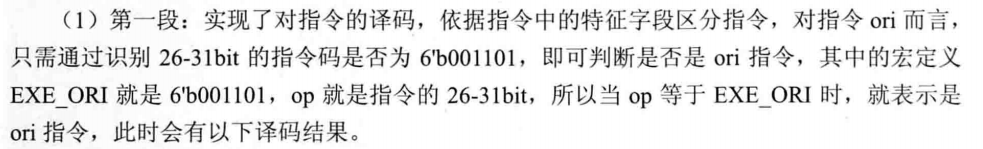 （1）第一段：实现了对指令的译码，依据指令中的特征字段区分指令，对指令 ori 而言，
只需通过识别 26-31bit 的指令码是否为 6'b001101，即可判断是否是 ori 指令，其中的宏定义
EXE_ORI 就是 6'b001101，op 就是指令的 26-31bit，所以当 op 等于 EXE_ORI 时，就表示是
ori 指令，此时会有以下译码结果。